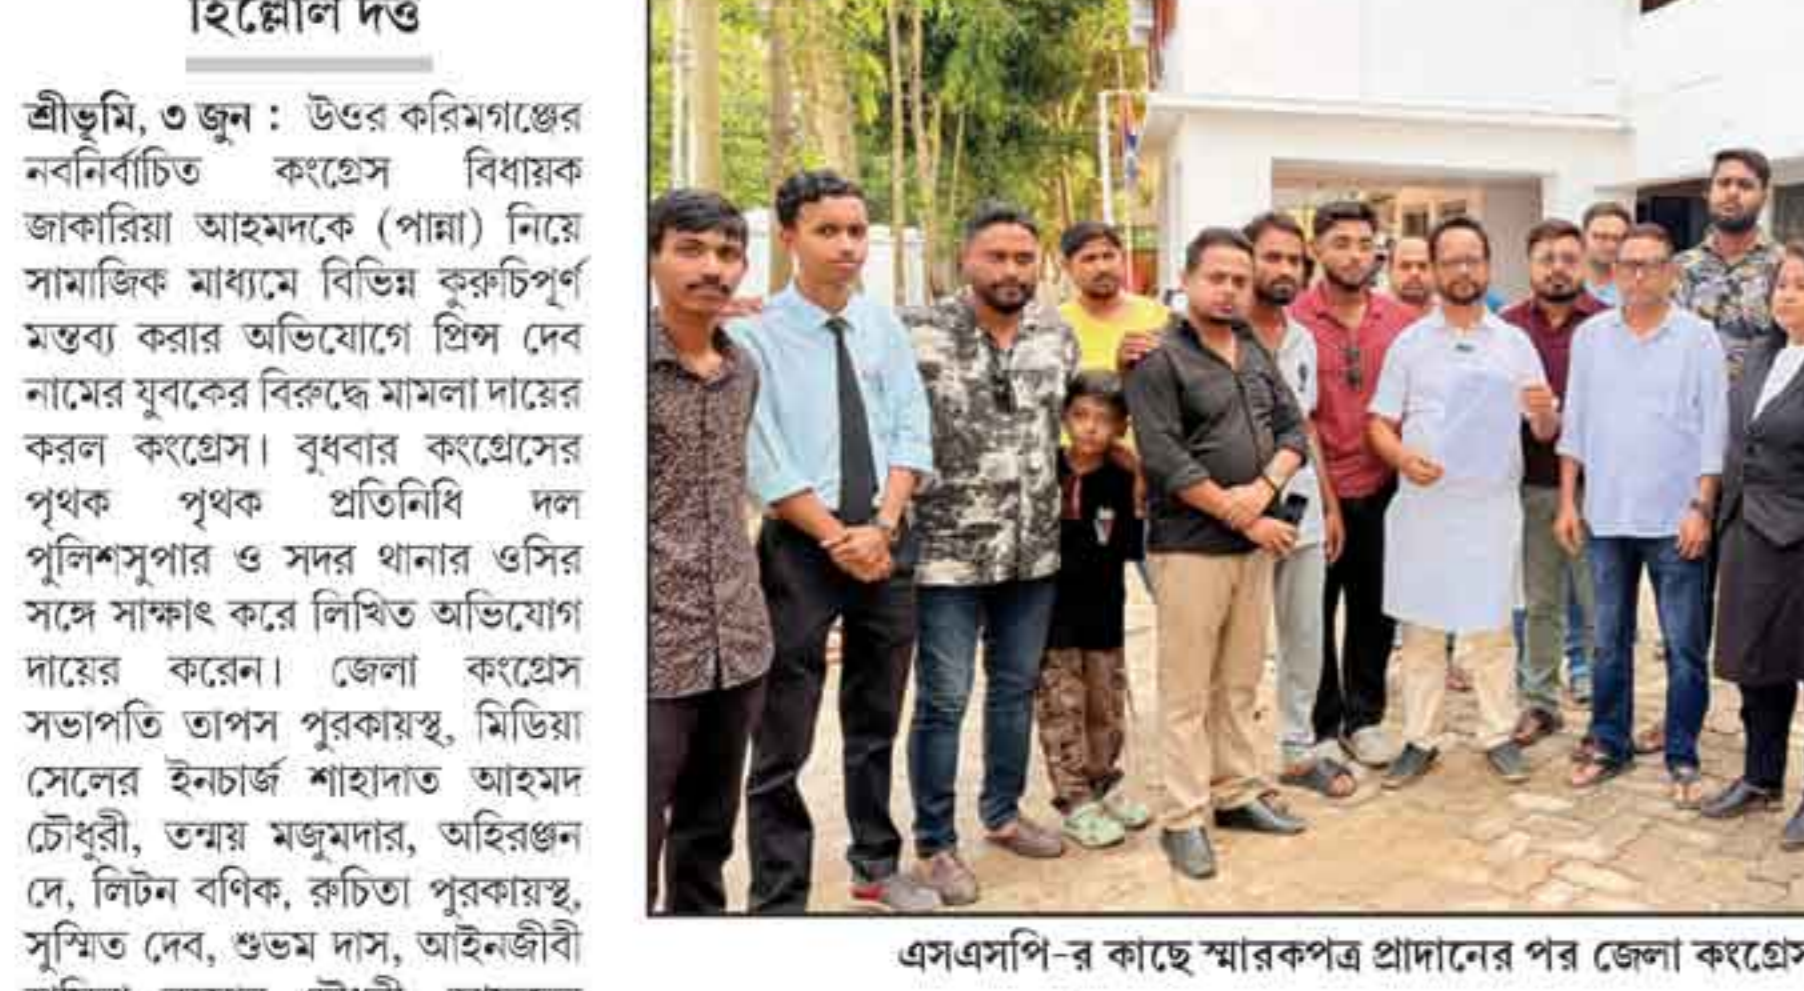 হিল্লোল দত্ত
শ্রীভূমি, ৩ জুন : উওর করিমগঞ্জের
নবনির্বাচিত কংগ্রেস বিধায়ক
জাকারিয়া আহমদকে (পান্না) নিয়ে
সামাজিক মাধ্যমে বিভিন্ন কুরুচিপূর্ণ
মন্তব্য করার অভিযোগে প্রিন্স দেব
নামের যুবকের বিরুদ্ধে মামলা দায়ের
করল কংগ্রেস। বুধবার কংগ্রেসের
পৃথক পৃথক প্রতিনিধি দল
পুলিশসুপার ও সদর থানার ওসির
সঙ্গে সাক্ষাৎ করে লিখিত অভিযোগ
দায়ের করেন। জেলা কংগ্রেস
সভাপতি তাপস পুরকায়স্থ, মিডিয়া
সেলের ইনচার্জ শাহাদাত আহমদ
চৌধুরী, তন্ময় মজুমদার, অহিরঞ্জন
দে, লিটন বণিক, রুচিতা পুরকায়স্থ,
সুস্মিত দেব, শুভম দাস, আইনজীবী
এসএসপি-র কাছে স্মারকপত্র প্রাদানের পর জেলা কংগ্রেস